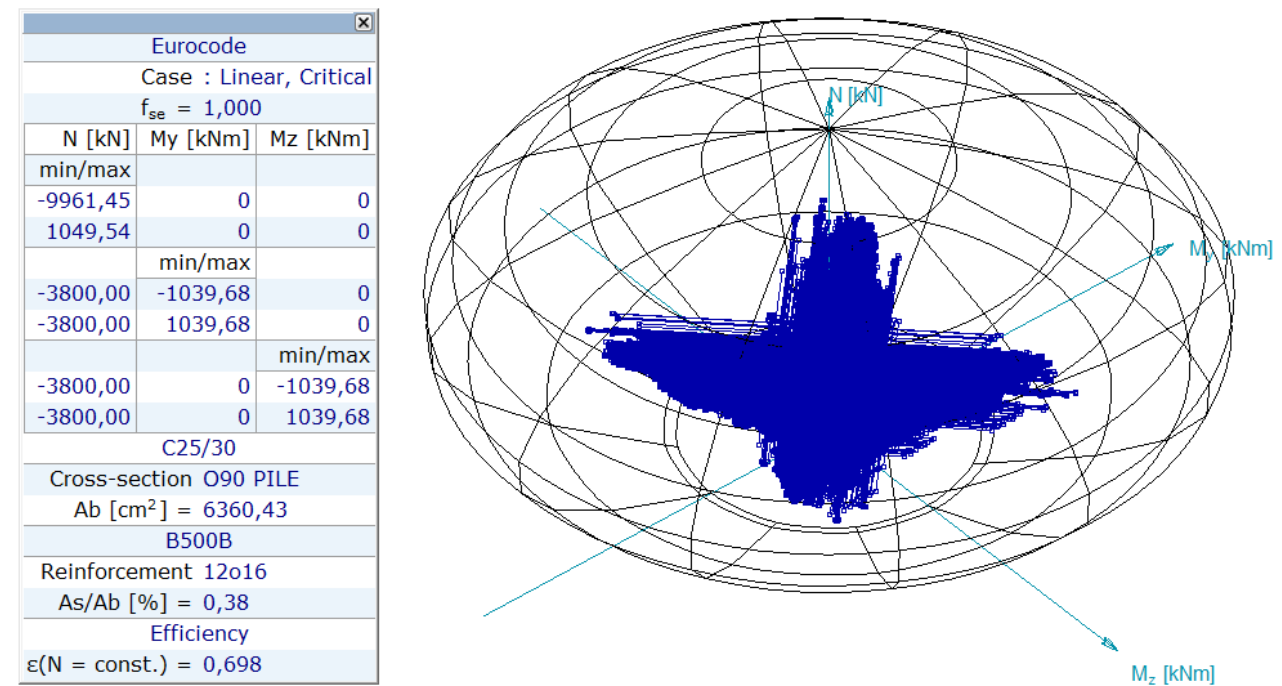 Eurocode
Case : Linear, Critical
fse = 1,000
N [kN] My [kNm] Mz [kNm]
min/max
-9961,45 0 0
1049,54 0 0
min/max
-3800,00 -1039,68 0
-3800,00 1039,68 0
min/max
-3800,00 0 -1039,68
-3800,00 0 1039,68
C25/30
Cross-section O90 PILE
Ab [cm²] = 6360,43
B500B
Reinforcement 12o16
As/Ab [%] = 0,38
Efficiency
ε(N = const.) = 0,698
N [kN]
My [kNm]
Mz [kNm]